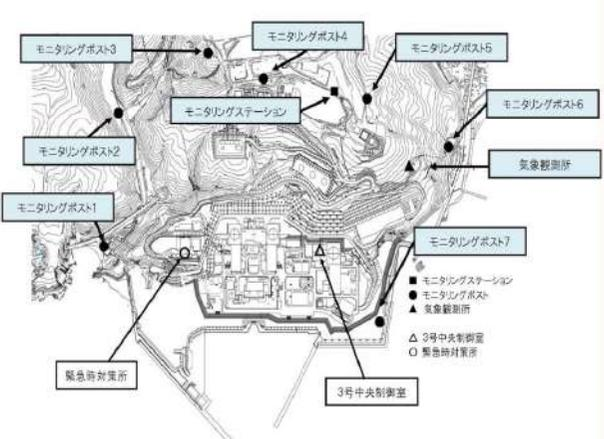 モニタリングポスト3
モニタリングポスト4
モニタリングポスト5
モニタリングステーション
モニタリングポスト6
モニタリングポスト2
気象観測所
モニタリングポスト1
モニタリングポスト7
■ モニタリングステーション
● モニタリングポスト
▲ 気象観測所
△ 3号中央制御室
○ 緊急時対策所
緊急時対策所
3号中央制御室